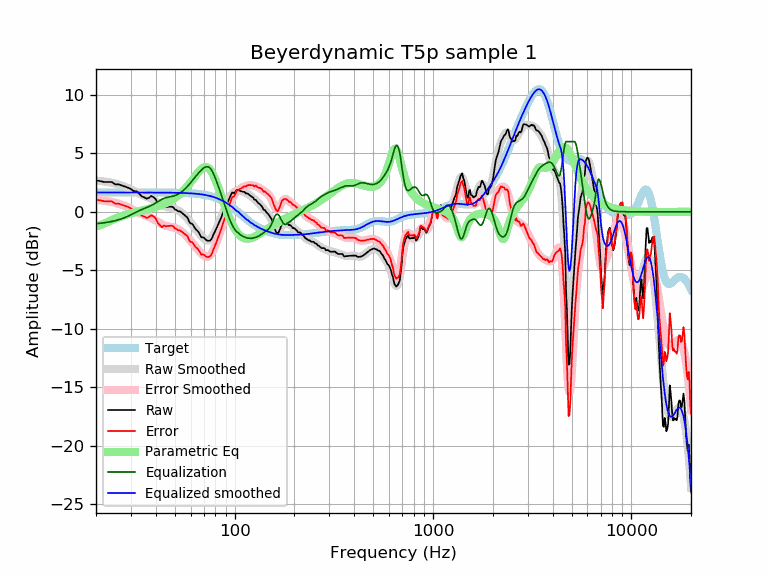 Beyerdynamic T5p sample 1
Amplitude (dBr)
10
5
0
−5
−10
−15
−20
−25
Target
Raw Smoothed
Error Smoothed
Raw
Error
Parametric Eq
Equalization
Equalized smoothed
100
1000
10000
Frequency (Hz)